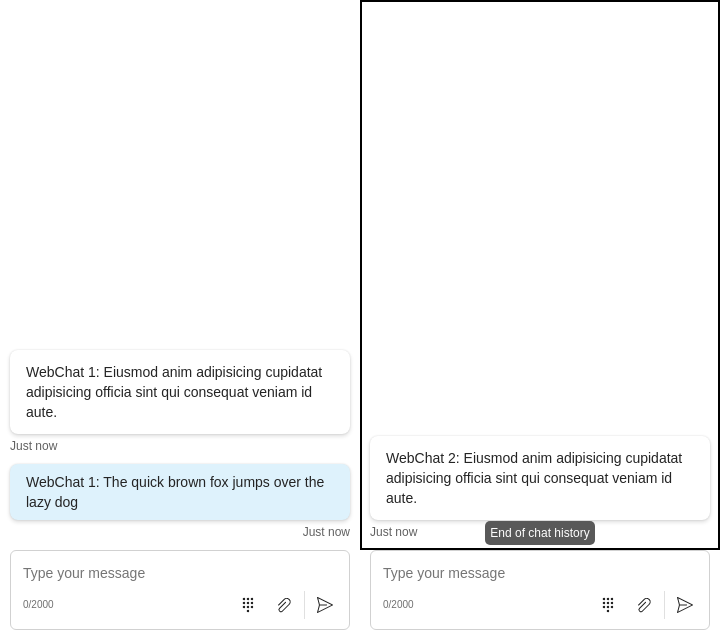 WebChat 1: Eiusmod anim adipisicing cupidatat
adipisicing officia sint qui consequat veniam id
aute.
Just now
WebChat 1: The quick brown fox jumps over the
lazy dog
Just now
Type your message
0/2000
WebChat 2: Eiusmod anim adipisicing cupidatat
adipisicing officia sint qui consequat veniam id
aute.
Just now
End of chat history
Type your message
0/2000